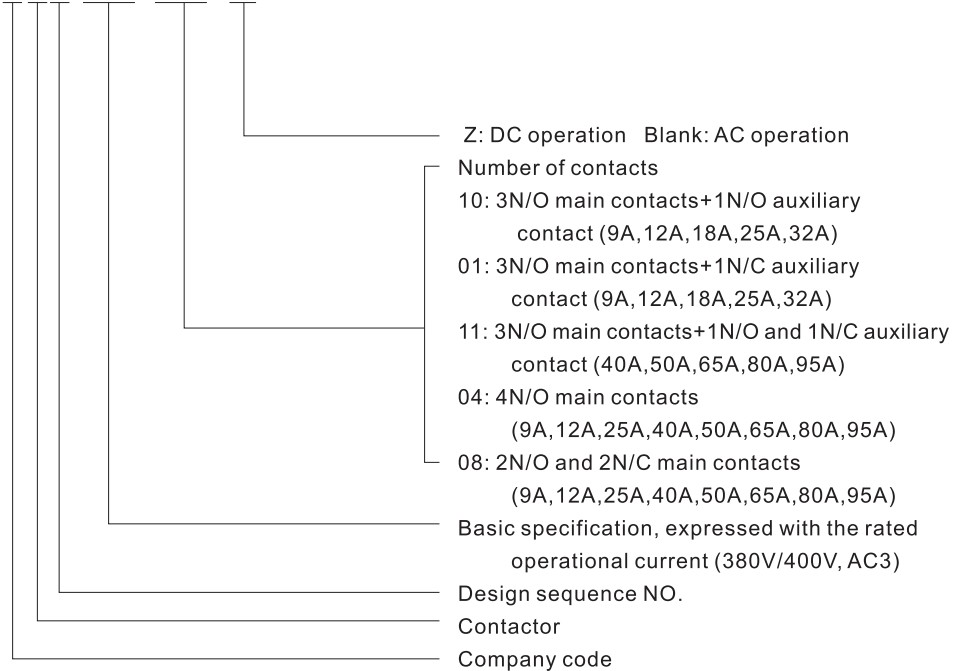 Z: DC operation Blank: AC operation
Number of contacts
10: 3N/O main contacts+1N/O auxiliary
contact (9A,12A,18A,25A,32A)
01: 3N/O main contacts+1N/C auxiliary
contact (9A,12A,18A,25A,32A)
11: 3N/O main contacts+1N/O and 1N/C auxiliary
contact (40A,50A,65A,80A,95A)
04: 4N/O main contacts
(9A,12A,25A,40A,50A,65A,80A,95A)
08: 2N/O and 2N/C main contacts
(9A,12A,25A,40A,50A,65A,80A,95A)
Basic specification, expressed with the rated
operational current (380V/400V, AC3)
Design sequence NO.
Contactor
Company code